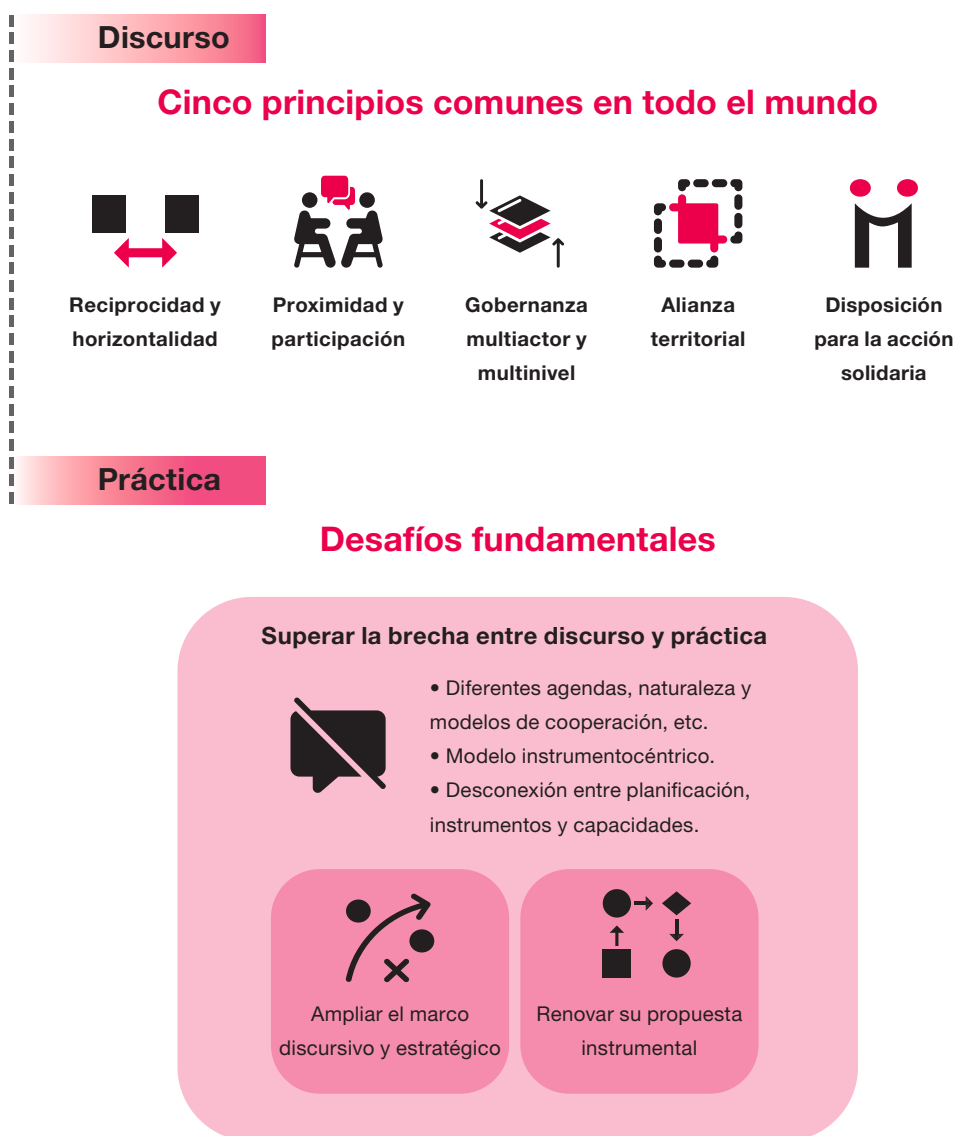 Discurso
Cinco principios comunes en todo el mundo
Reciprocidad y
horizontalidad
Proximidad y
participación
Gobernanza
multiactor y
multinivel
Alianza
territorial
Disposición
para la acción
solidaria
Práctica
Desafíos fundamentales
Superar la brecha entre discurso y práctica
• Diferentes agendas, naturaleza y
modelos de cooperación, etc.
• Modelo instrumentocéntrico.
• Desconexión entre planificación,
instrumentos y capacidades.
Ampliar el marco
discursivo y estratégico
Renovar su propuesta
instrumental